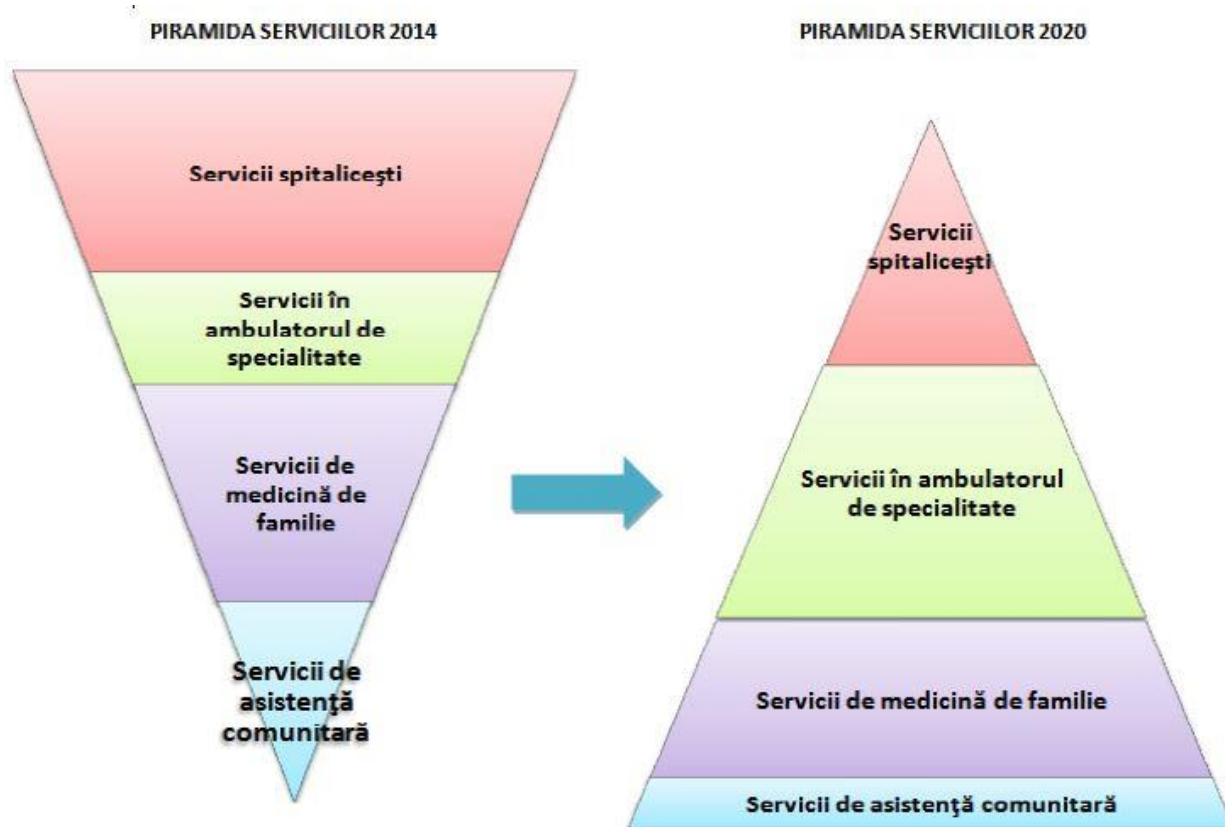 PIRAMIDA SERVICIILOR 2014
Servicii spitaliceşti
Servicii în
ambulatorul de
specialitate
Servicii de
medicină de
familie
Servicii de
asistenţă
comunitară
PIRAMIDA SERVICIILOR 2020
Servicii
spitaliceşti
Servicii în ambulatorul
de specialitate
Servicii de medicină de familie
Servicii de asistenţă comunitară